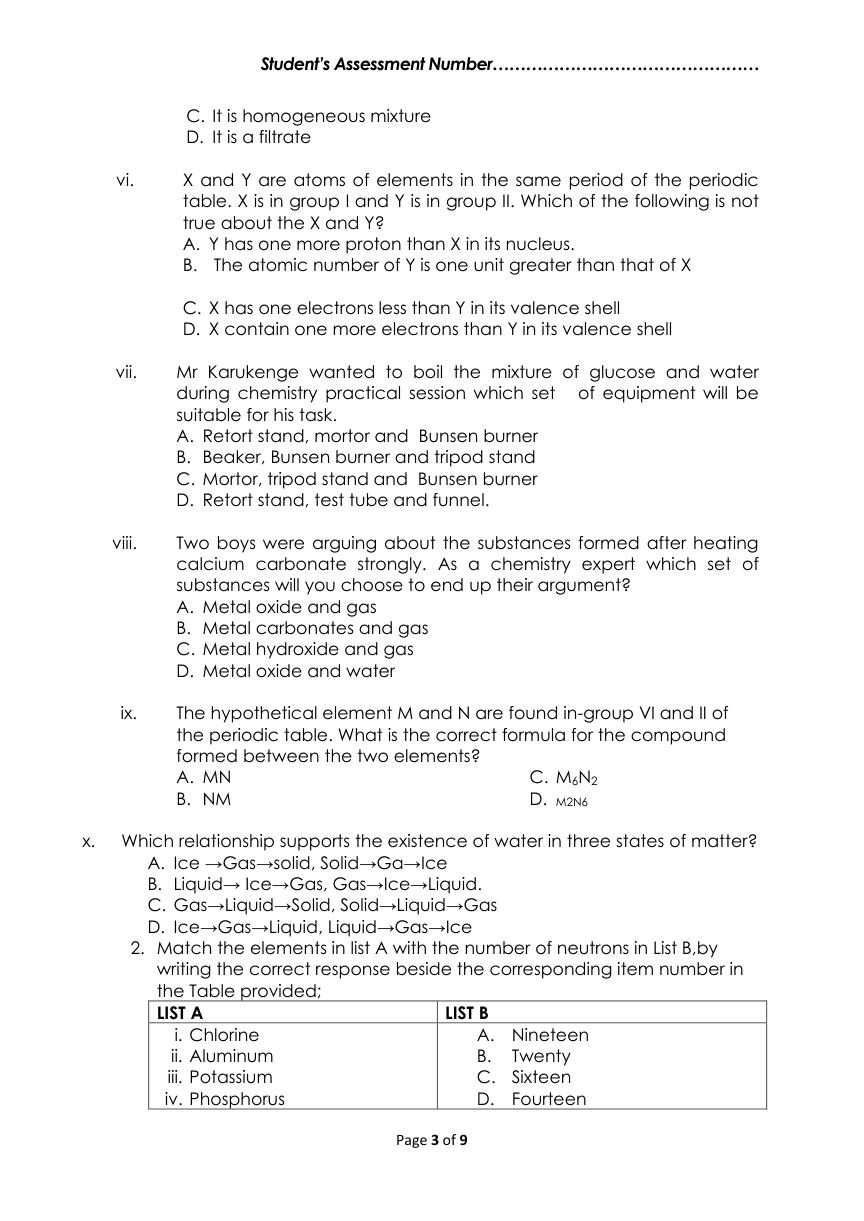 Student's Assessment Number…………………………………………
C. It is homogeneous mixture
D. It is a filtrate
vi. X and Y are atoms of elements in the same period of the periodic
table. X is in group I and Y is in group II. Which of the following is not
true about the X and Y?
A. Y has one more proton than X in its nucleus.
B. The atomic number of Y is one unit greater than that of X
C. X has one electrons less than Y in its valence shell
D. X contain one more electrons than Y in its valence shell
vii. Mr Karukenge wanted to boil the mixture of glucose and water
during chemistry practical session which set of equipment will be
suitable for his task.
A. Retort stand, mortor and Bunsen burner
B. Beaker, Bunsen burner and tripod stand
C. Mortor, tripod stand and Bunsen burner
D. Retort stand, test tube and funnel.
viii. Two boys were arguing about the substances formed after heating
calcium carbonate strongly. As a chemistry expert which set of
substances will you choose to end up their argument?
A. Metal oxide and gas
B. Metal carbonates and gas
C. Metal hydroxide and gas
D. Metal oxide and water
ix. The hypothetical element M and N are found in-group VI and II of
the periodic table. What is the correct formula for the compound
formed between the two elements?
A. MN C. M₆N₂
B. NM D. M2N6
x. Which relationship supports the existence of water in three states of matter?
A. Ice →Gas→solid, Solid→Ga→Ice
B. Liquid→ Ice→Gas, Gas→Ice→Liquid.
C. Gas→Liquid→Solid, Solid→Liquid→Gas
D. Ice→Gas→Liquid, Liquid→Gas→Ice
2. Match the elements in list A with the number of neutrons in List B,by
writing the correct response beside the corresponding item number in
the Table provided;
LIST A LIST B
i. Chlorine A. Nineteen
ii. Aluminum B. Twenty
iii. Potassium C. Sixteen
iv. Phosphorus D. Fourteen
Page 3 of 9